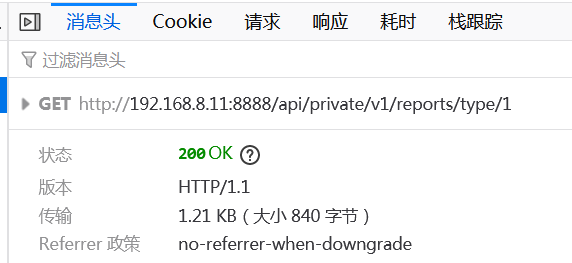 消息头 Cookie 请求 响应 耗时 栈跟踪
过滤消息头
GET http://192.168.8.11:8888/api/private/v1/reports/type/1
状态 200 OK ?
版本 HTTP/1.1
传输 1.21 KB（大小 840 字节）
Referrer 政策 no-referrer-when-downgrade